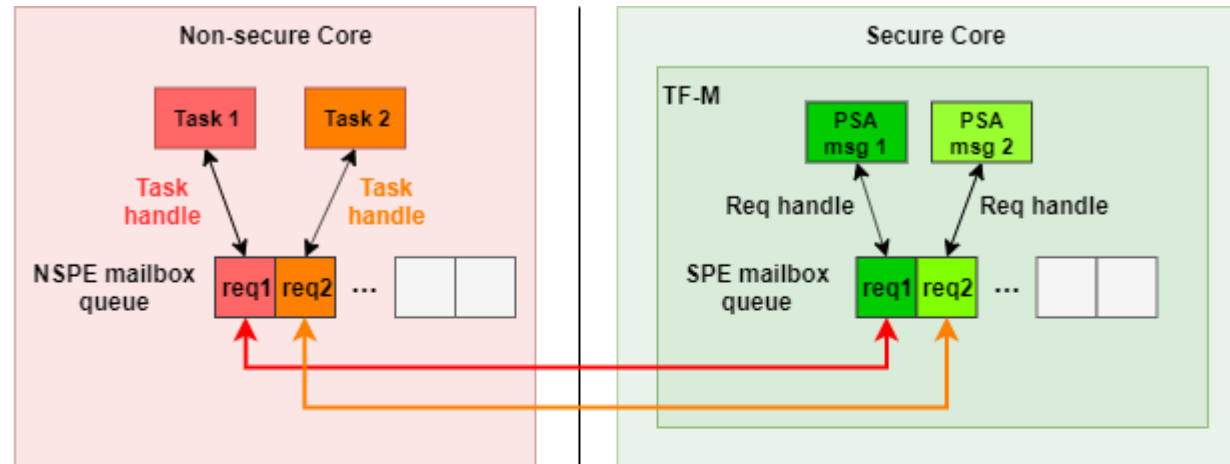 Non-secure Core
Task 1
Task 2
Task
handle
Task
handle
NSPE mailbox
queue
req1
req2
...
Secure Core
TF-M
PSA
msg 1
PSA
msg 2
Req handle
Req handle
SPE mailbox
queue
req1
req2
...